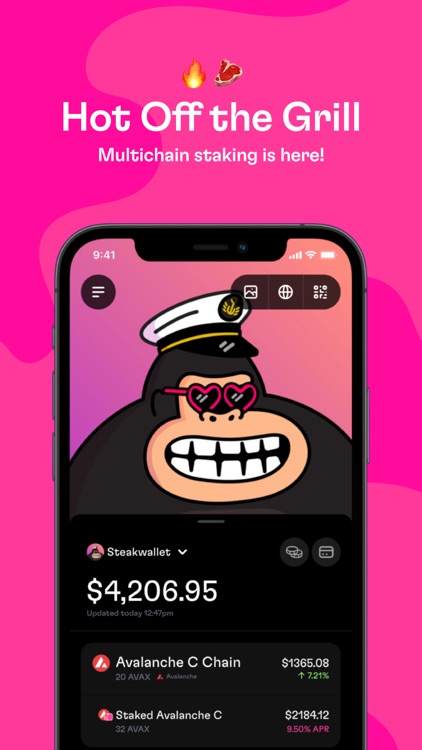 Hot Off the Grill
Multichain staking is here!
9:41
Steakwallet
$4,206.95
Updated today 12:47pm
Avalanche C Chain $1365.08
20 AVAX Avalanche ↑ 7.21%
Staked Avalanche C $2184.12
32 AVAX 9.50% APR